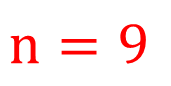 n = 9